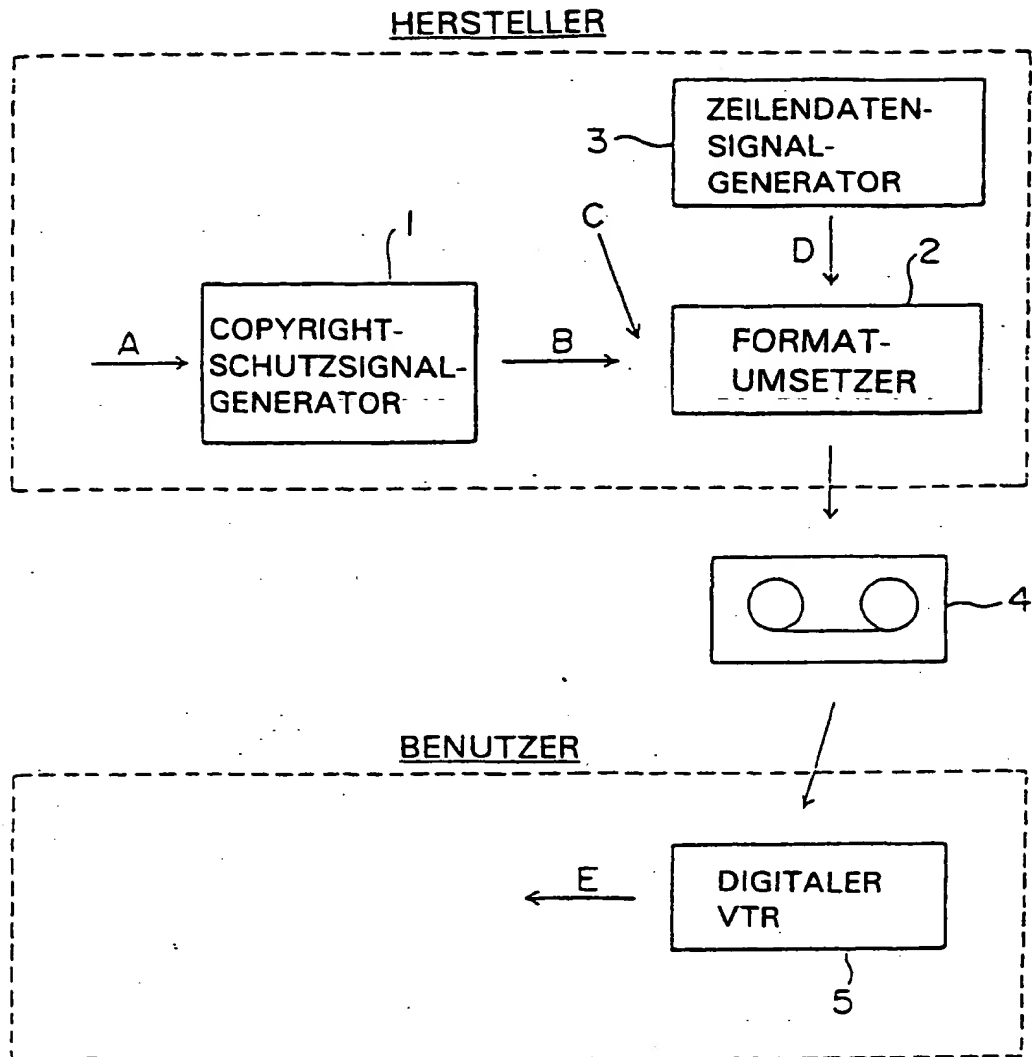 HERSTELLER
ZEILENDATEN-
SIGNAL-
GENERATOR
3
C
1
D
2
A
COPYRIGHT-
SCHUTZSIGNAL-
GENERATOR
B
FORMAT-
UMSETZER
4
BENUTZER
E
DIGITALER
VTR
5